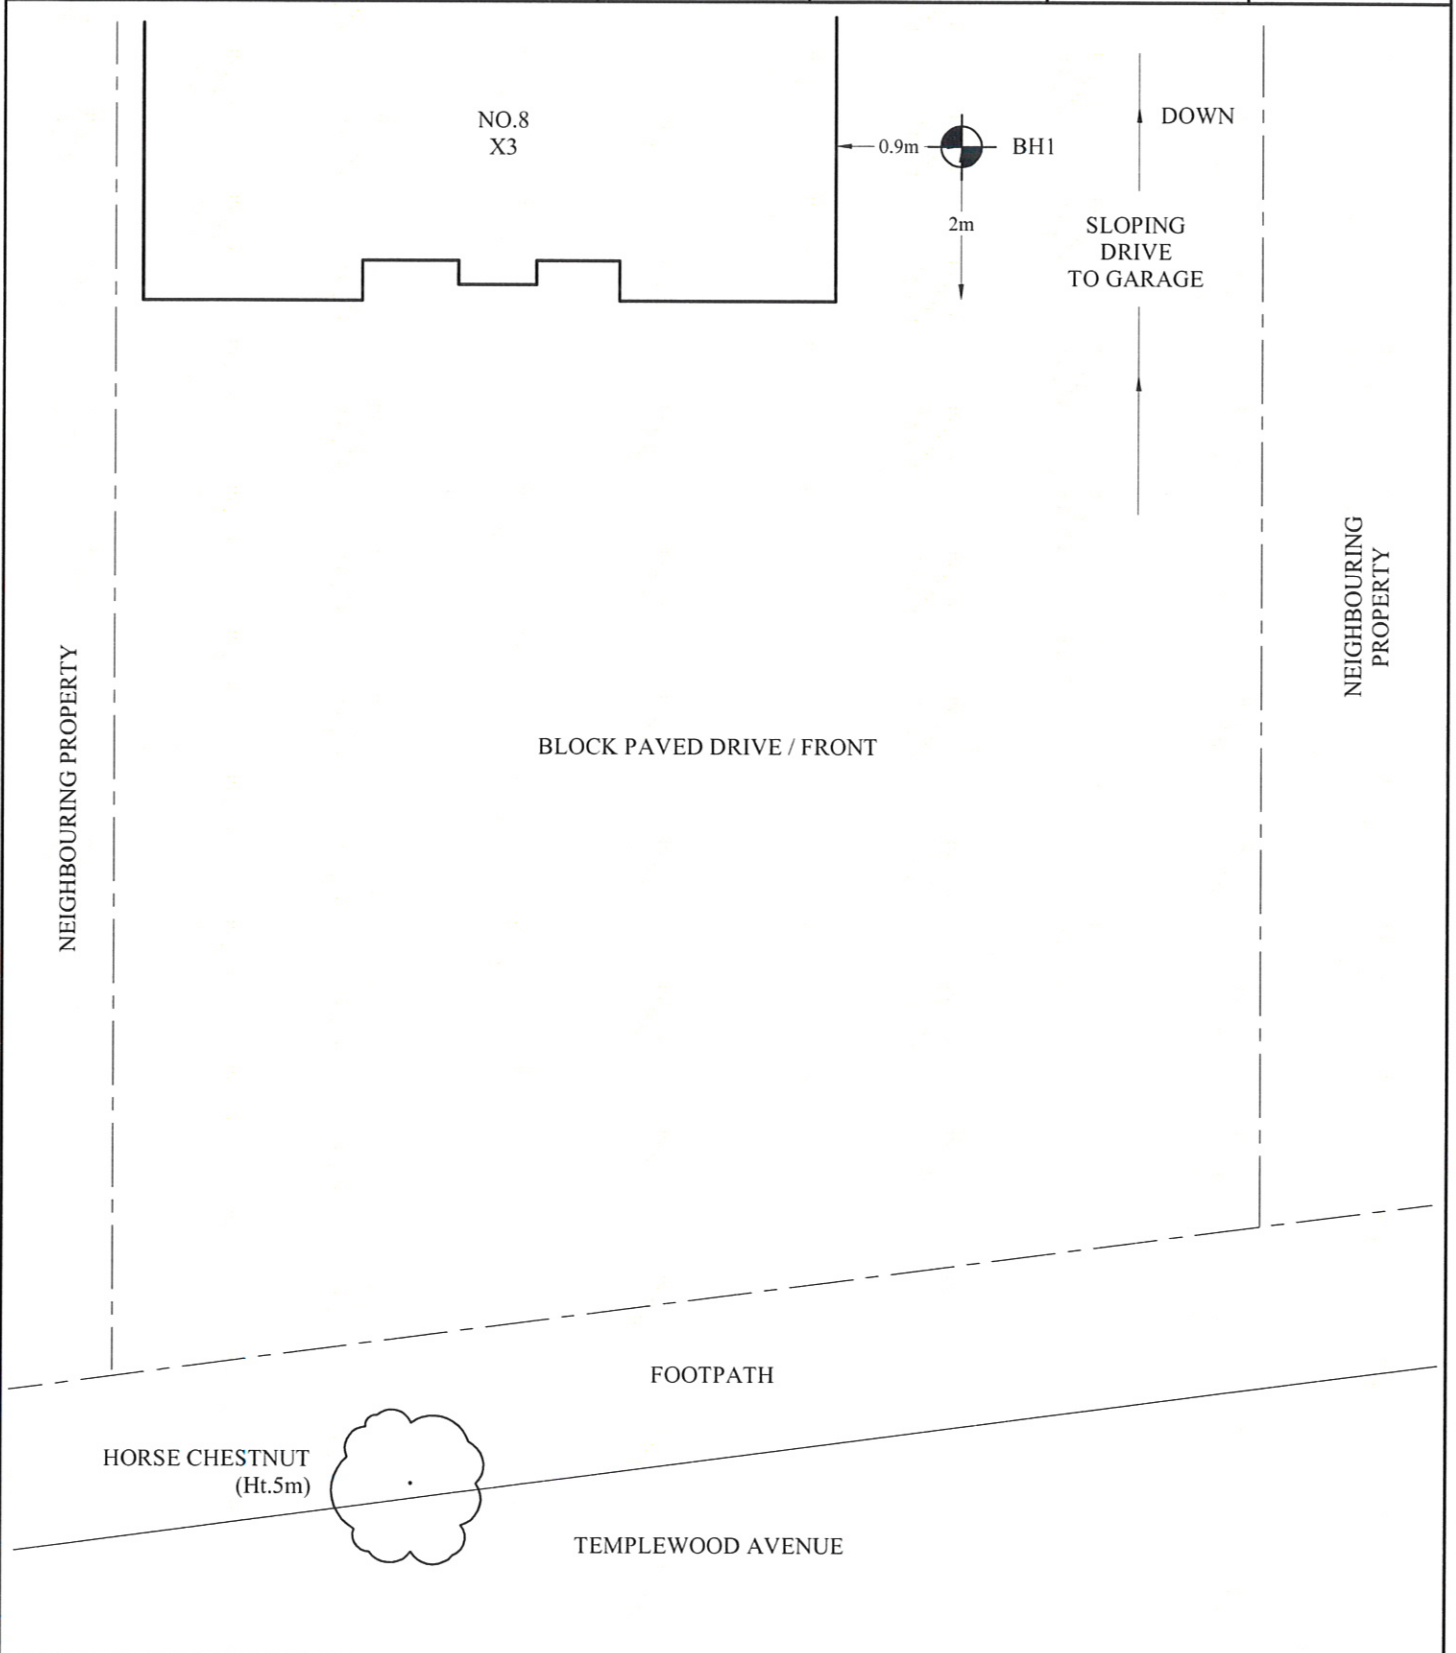 NO.8
X3
0.9m
BH1
2m
DOWN
SLOPING
DRIVE
TO GARAGE
NEIGHBOURING
PROPERTY
NEIGHBOURING PROPERTY
BLOCK PAVED DRIVE / FRONT
FOOTPATH
HORSE CHESTNUT
(Ht.5m)
TEMPLEWOOD AVENUE